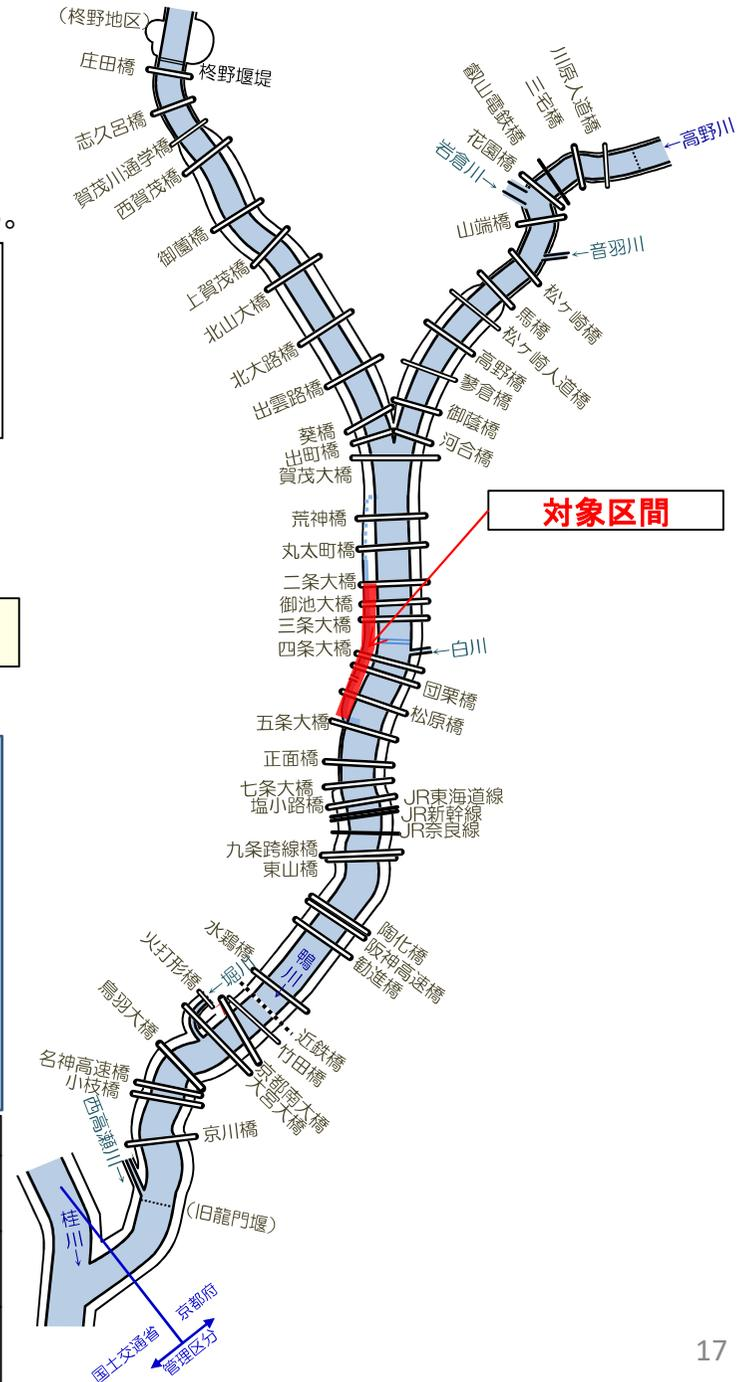 (柊野地区)
庄田橋
柊野堰堤
志久呂橋
賀茂川通学橋
西賀茂橋
御薗橋
上賀茂橋
北山大橋
北大路橋
出雲路橋
葵橋
出町橋
賀茂大橋
川原人道橋
三宅橋
叡山電鉄橋
花園橋
岩倉川→
←高野川
山端橋
←音羽川
松ヶ崎橋
馬橋
松ヶ崎人道橋
高野橋
蓼倉橋
御蔭橋
河合橋
。
対象区間
荒神橋
丸太町橋
二条大橋
御池大橋
三条大橋
四条大橋
←白川
団栗橋
松原橋
五条大橋
正面橋
七条大橋
塩小路橋
JR東海道線
JR新幹線
JR奈良線
九条跨線橋
東山橋
陶化橋
阪神高速橋
勧進橋
水鶏橋
鴨川
←堀川
火打形橋
近鉄橋
竹田橋
京都南大橋
大宮大橋
鳥羽大橋
名神高速橋
小枝橋
京川橋
西高瀬川→
(旧龍門堰)
桂川→
京都府
国土交通省
管理区分
17